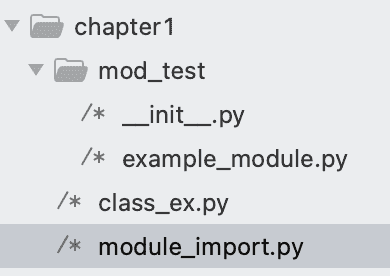 chapter1
mod_test
/* __init__.py
/* example_module.py
/* class_ex.py
/* module_import.py